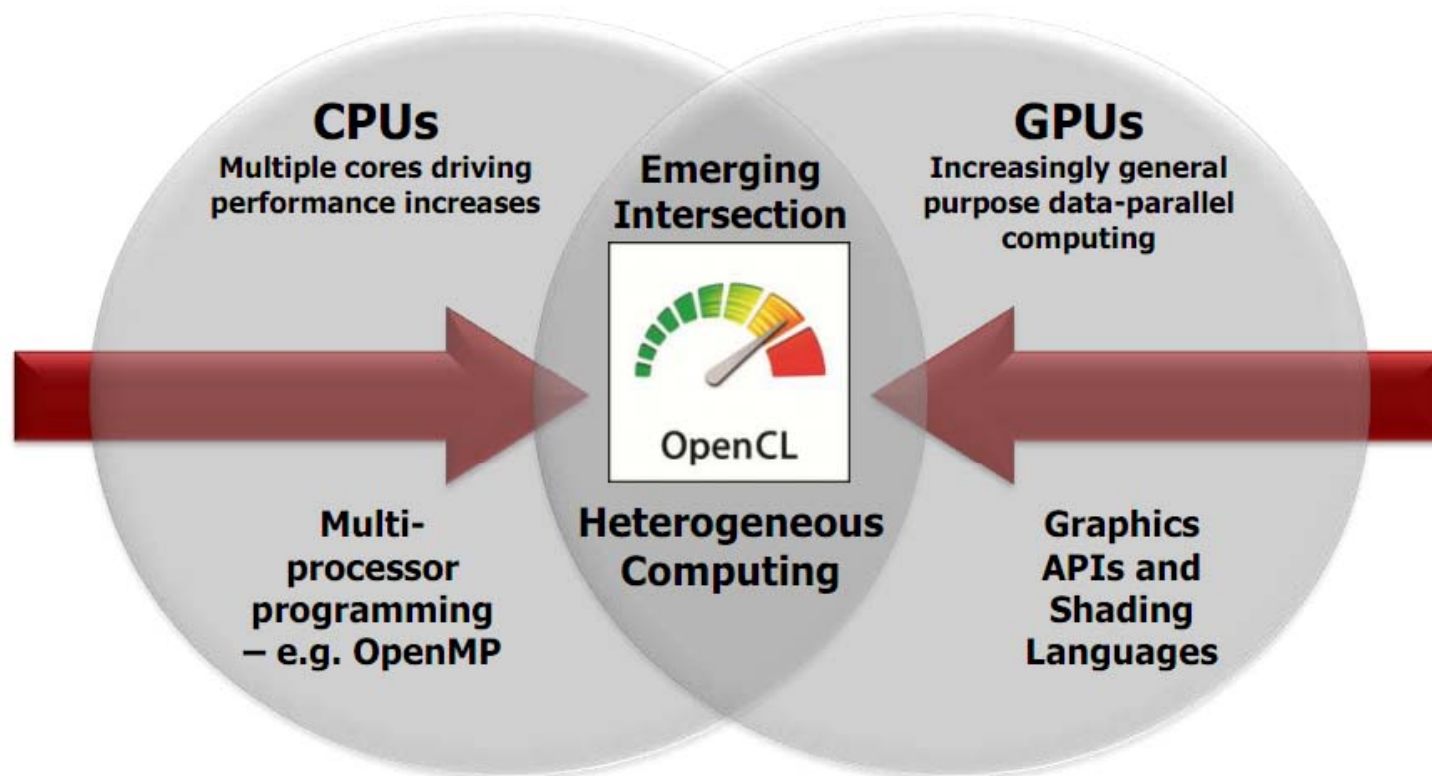 CPUs
Multiple cores driving
performance increases
Multi-
processor
programming
– e.g. OpenMP
Emerging
Intersection
OpenCL
Heterogeneous
Computing
GPUs
Increasingly general
purpose data-parallel
computing
Graphics
APIs and
Shading
Languages